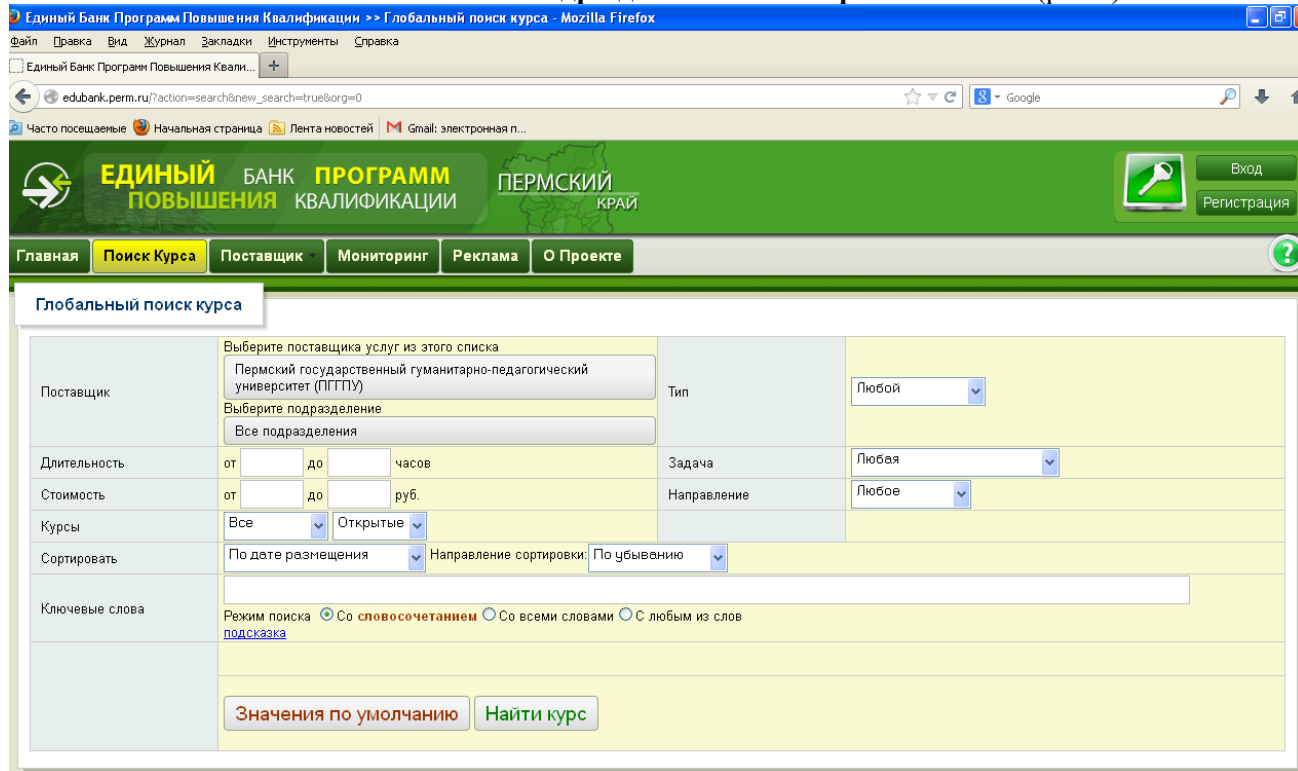 Единый Банк Программ Повышения Квалификации >> Глобальный поиск курса - Mozilla Firefox
Файл Правка Вид Журнал Закладки Инструменты Справка
Единый Банк Программ Повышения Квали... +
edubank.perm.ru/?action=search&new_search=true&org=0
8 Google
Часто посещаемые Начальная страница Лента новостей Gmail: электронная п...
ЕДИНЫЙ БАНК ПРОГРАММ
ПОВЫШЕНИЯ КВАЛИФИКАЦИИ
ПЕРМСКИЙ
КРАЙ
Вход
Регистрация
Главная Поиск Курса Поставщик Мониторинг Реклама О Проекте ?
Глобальный поиск курса
Поставщик
Выберите поставщика услуг из этого списка
Пермский государственный гуманитарно-педагогический
университет (ПГГПУ)
Выберите подразделение
Все подразделения
Тип Любой
Длительность от до часов Задача Любая
Стоимость от до руб. Направление Любое
Курсы Все Открытые
Сортировать По дате размещения Направление сортировки: По убыванию
Ключевые слова
Режим поиска Со словосочетанием Со всеми словами С любым из слов
подсказка
Значения по умолчанию Найти курс